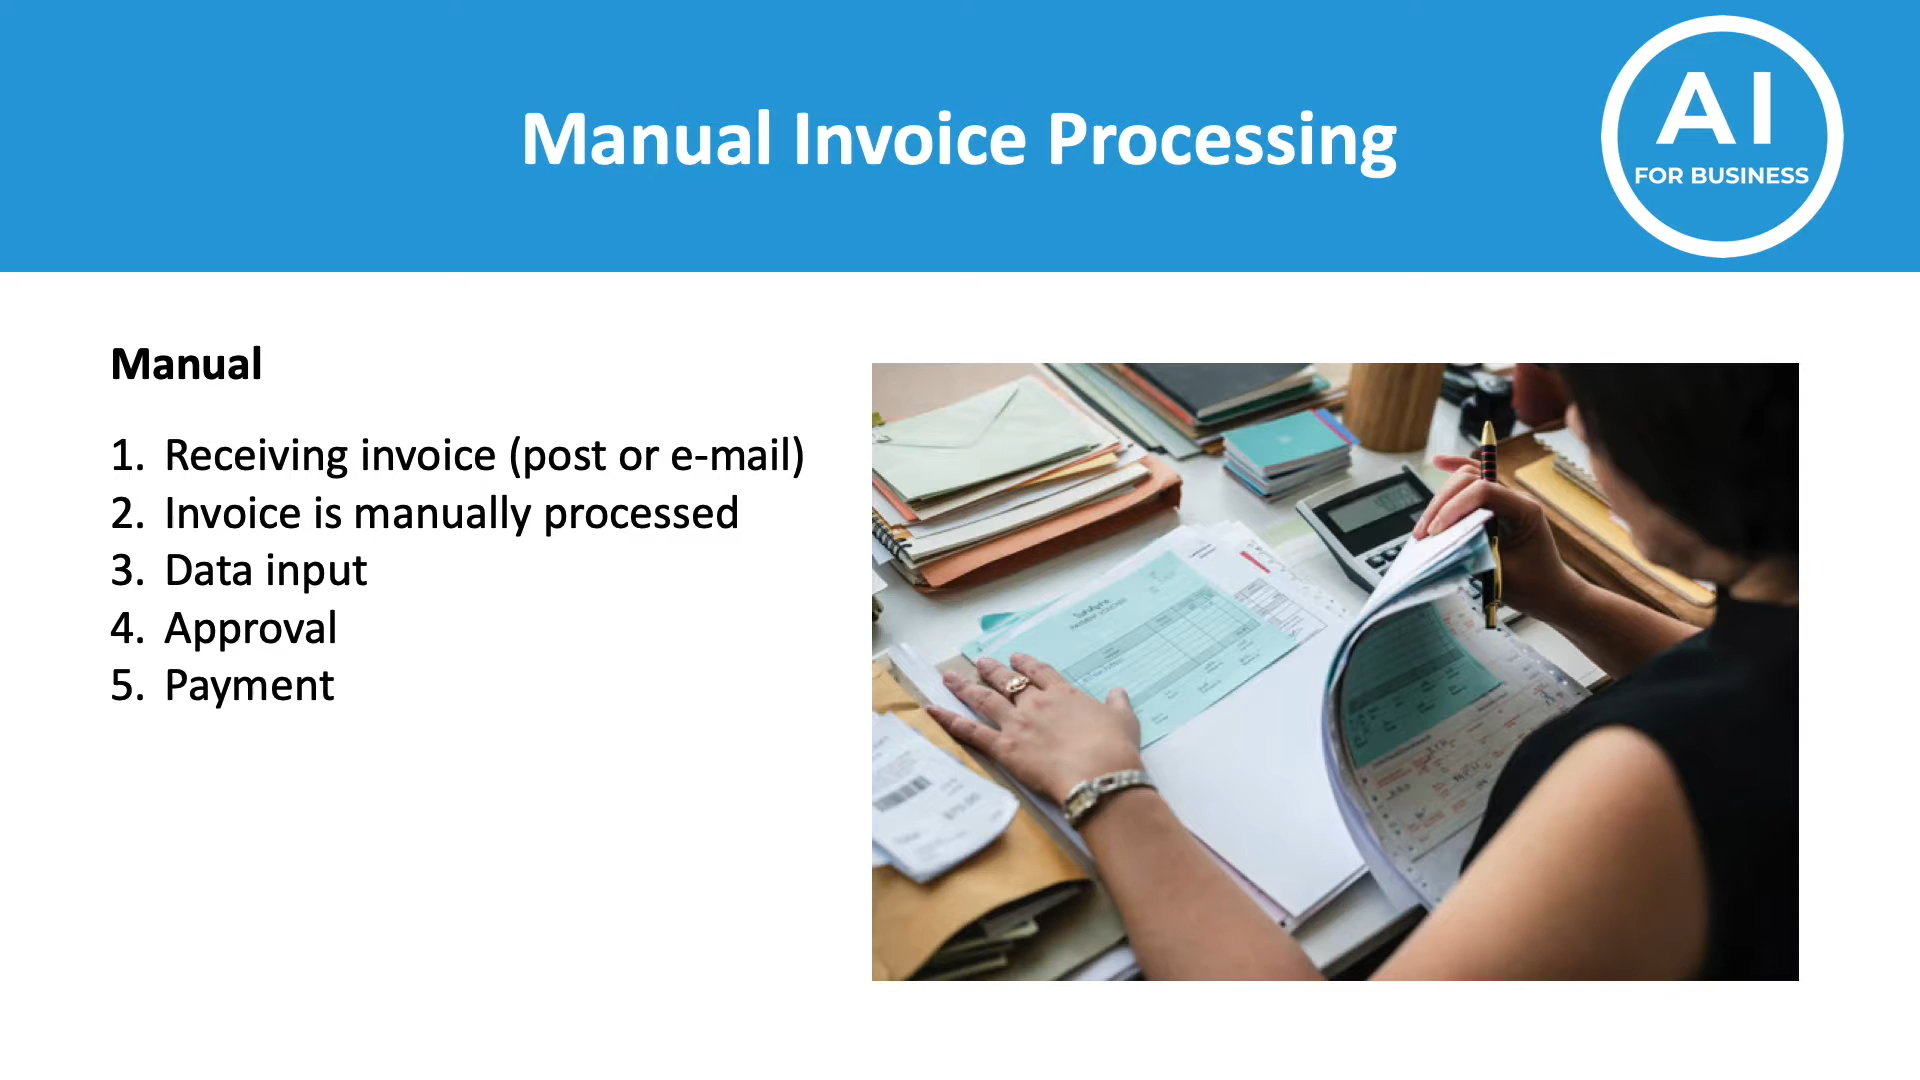 Manual Invoice Processing
AI
FOR BUSINESS
Manual
1. Receiving invoice (post or e-mail)
2. Invoice is manually processed
3. Data input
4. Approval
5. Payment